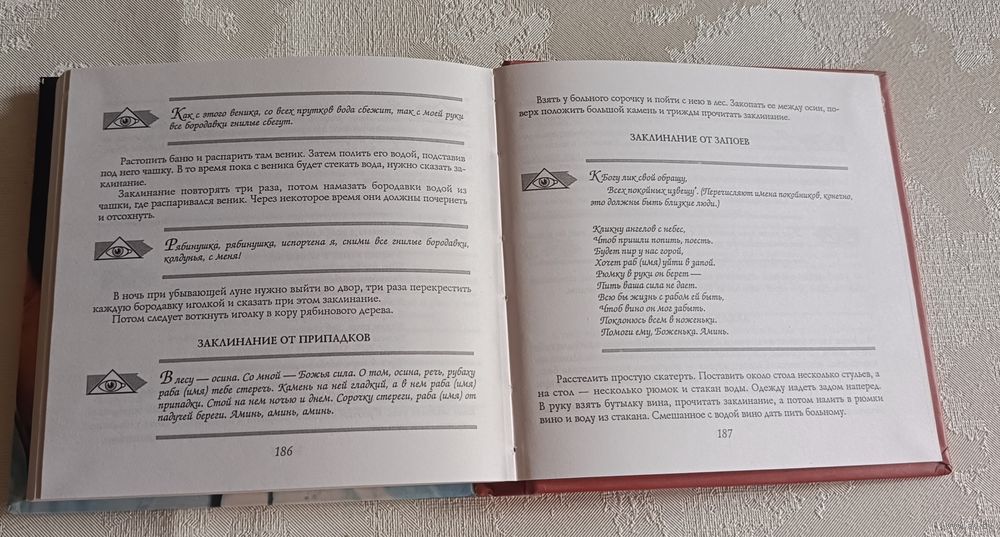 Как с этого веника, со всех прутков вода сбежит, так с моей руки
все бородавки гнилые сбегут.
Растопить баню и распарить там веник. Затем полить его водой, подставив
под него чашку. В то время пока с веника будет стекать вода, нужно сказать за-
клинание.
Заклинание повторять три раза, потом намазать бородавки водой из
чашки, где распаривался веник. Через некоторое время они должны почернеть
и отсохнуть.
Рябинушка, рябинушка, испорчена я, сними все гнилые бородавки,
колдунья, с меня!
В ночь при убывающей луне нужно выйти во двор, три раза перекрестить
каждую бородавку иголкой и сказать при этом заклинание.
Потом следует воткнуть иголку в кору рябинового дерева.
ЗАКЛИНАНИЕ ОТ ПРИПАДКОВ
В лесу — осина. Со мной — Божья сила. О том, осина, речь, рубаху
раба (имя) тебе стеречь. Камень на ней гладкий, а в нем раба (имя)
припадки. Стой на нем ночью и днем. Сорочку стереги, раба (имя) от
падучей береги. Аминь, аминь, аминь.
186
Взять у больного сорочку и пойти с нею в лес. Закопать ее между осин, по-
верх положить большой камень и трижды прочитать заклинание.
ЗАКЛИНАНИЕ ОТ ЗАПОЕВ
К Богу лик свой обращу,
Всех покойных извещу*. (Перечисляют имена покойников, конечно,
это должны быть близкие люди.)
Кликну ангелов с небес,
Чтоб пришли попить, поесть.
Будет пир у нас горой,
Хочет раб (имя) уйти в запой.
Рюмку в руки он берет —
Пить ваша сила не дает.
Всю бы жизнь с рабом ей быть,
Чтоб вино он мог забыть.
Поклонюсь всем в ноженьки.
Помоги ему, Боженька. Аминь.
Расстелить простую скатерть. Поставить около стола несколько стульев, а
на стол — несколько рюмок и стакан воды. Одежду надеть задом наперед.
В руку взять бутылку вина, прочитать заклинание, а потом налить в рюмки
вино и воду из стакана. Смешанное с водой вино дать пить больному.
187